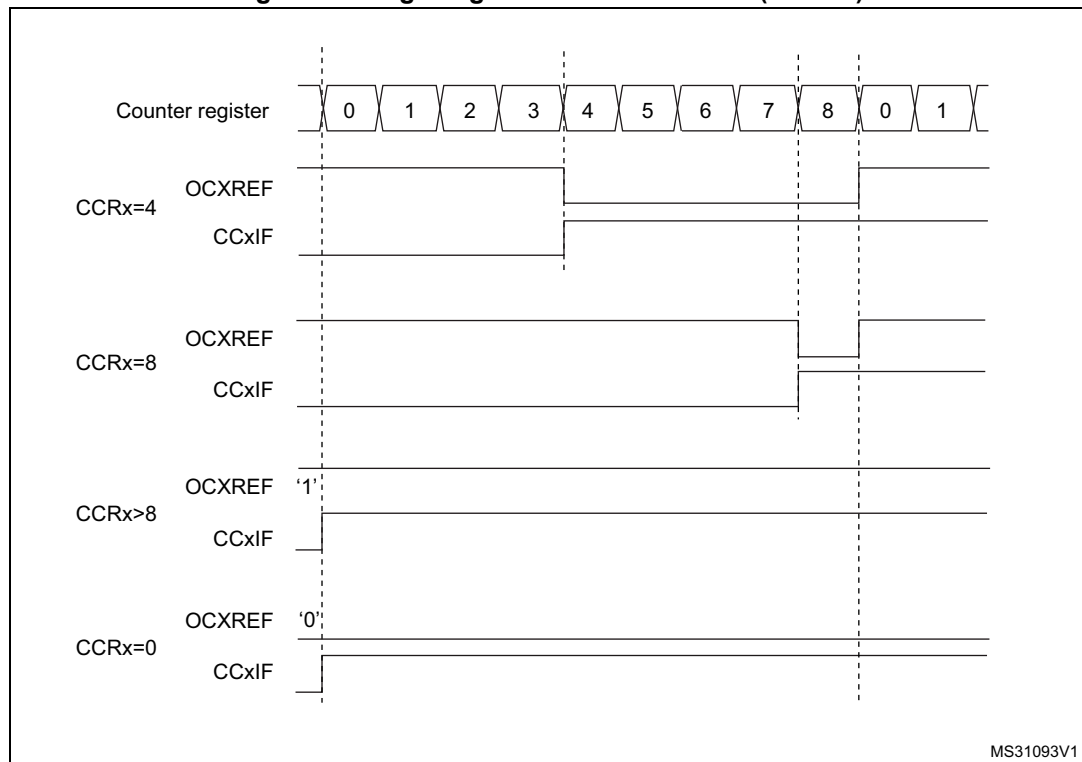 Counter register 0 1 2 3 4 5 6 7 8 0 1
OCXREF
CCRx=4
CCxIF
OCXREF
CCRx=8
CCxIF
OCXREF ‘1’
CCRx>8
CCxIF
OCXREF ‘0’
CCRx=0
CCxIF
MS31093V1